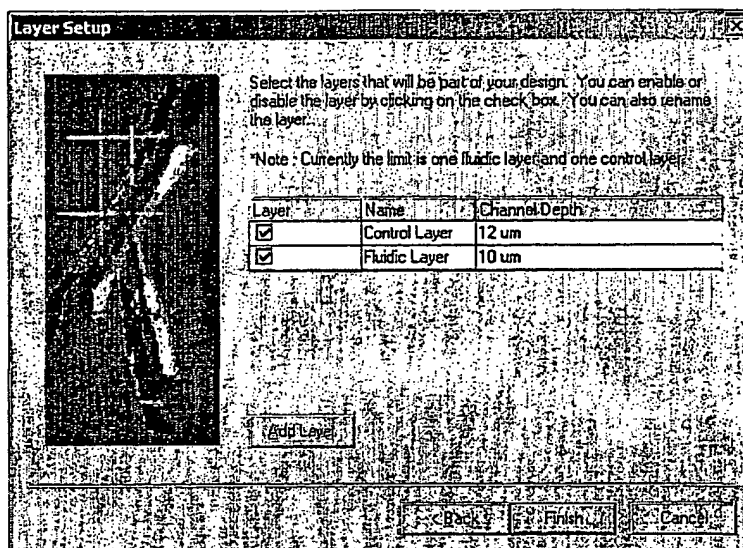 Layer Setup
Select the layers that will be part of your design. You can enable or
disable the layer by clicking on the check box. You can also rename
the layer.
*Note : Currently the limit is one fluidic layer and one control layer.
Layer Name Channel Depth
Control Layer 12 um
Fluidic Layer 10 um
Add Layer
< Back Finish Cancel